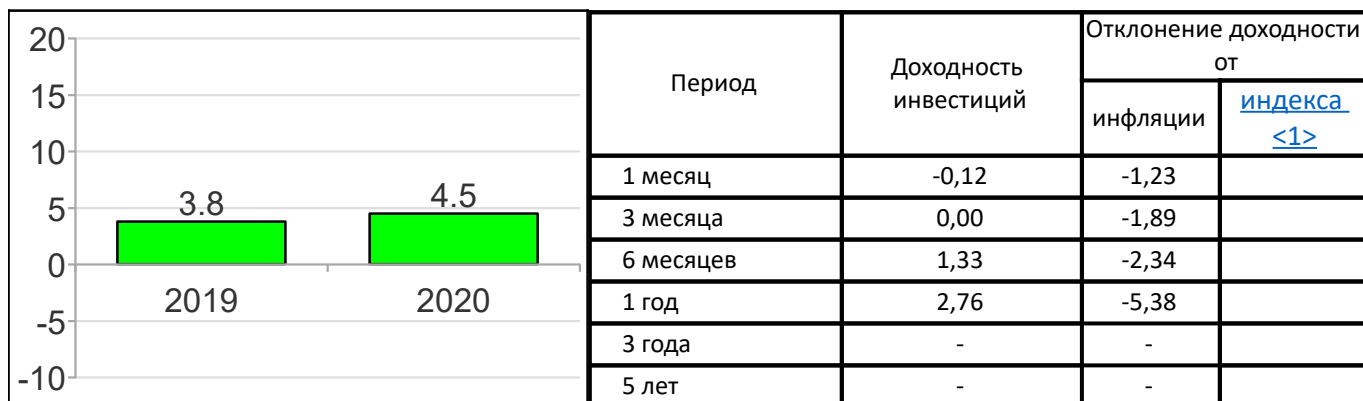 20
15
10
5
0
-5
-10
3.8
4.5
2019
2020
Период
Доходность
инвестиций
Отклонение доходности
от
инфляции
индекса
<1>
1 месяц -0,12 -1,23
3 месяца 0,00 -1,89
6 месяцев 1,33 -2,34
1 год 2,76 -5,38
3 года - -
5 лет - -